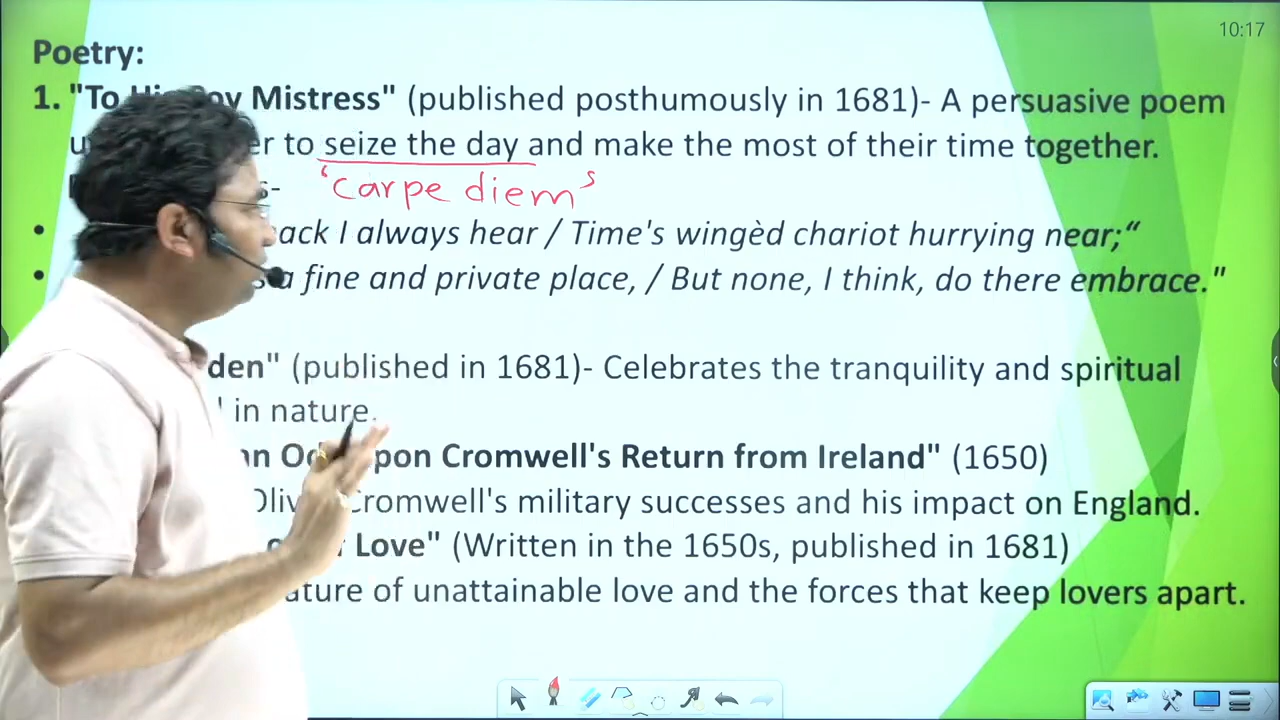 10:17
Poetry:
1. "To His Coy Mistress" (published posthumously in 1681)- A persuasive poem
er to seize the day and make the most of their time together.
s- 'carpe diem'
• ack I always hear / Time's wingèd chariot hurrying near;“
• a fine and private place, / But none, I think, do there embrace."
den" (published in 1681)- Celebrates the tranquility and spiritual
in nature.
an Ode upon Cromwell's Return from Ireland" (1650)
Oliver Cromwell's military successes and his impact on England.
of Love" (Written in the 1650s, published in 1681)
ature of unattainable love and the forces that keep lovers apart.